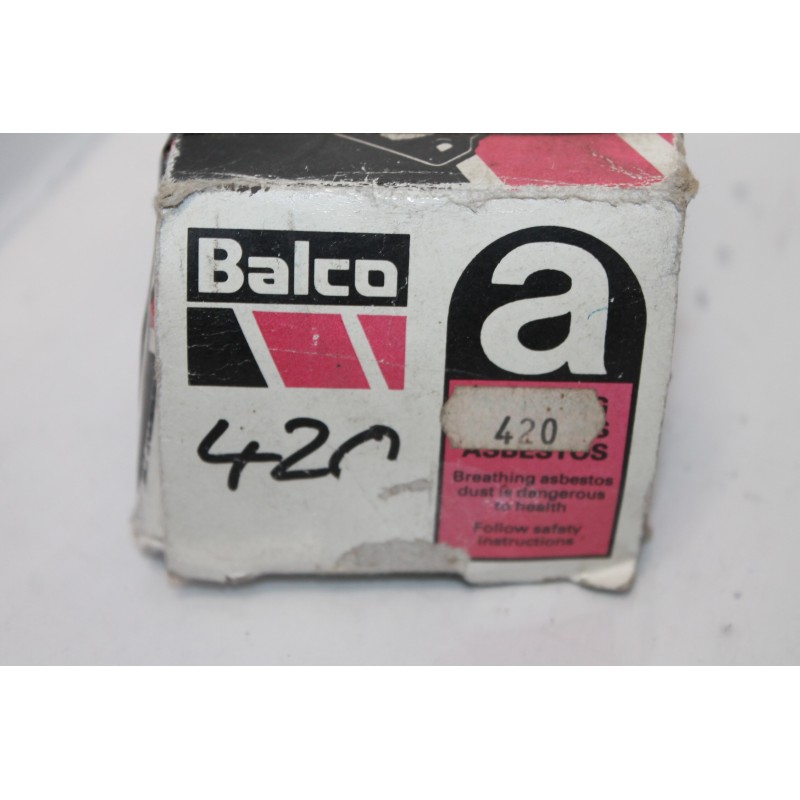 Balco
420
a
420
ASBESTOS
Breathing asbestos
dust is dangerous
to health
Follow safety
instructions